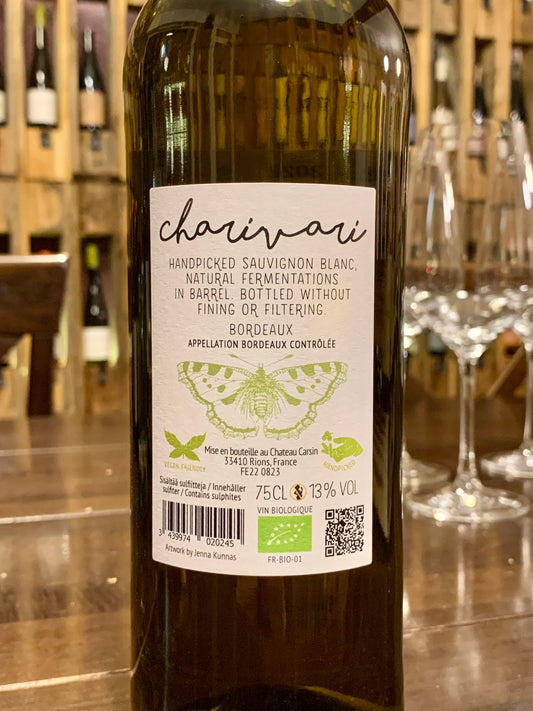 charivari
HANDPICKED SAUVIGNON BLANC,
NATURAL FERMENTATIONS
IN BARREL. BOTTLED WITHOUT
FINING OR FILTERING.
BORDEAUX
APPELLATION BORDEAUX CONTRÔLÉE
VEGAN FRIENDLY
Mise en bouteille au Chateau Carsin
33410 Rions, France
FE22 0823
HANDPICKED
Sisältää sulfiitteja / Innehåller
sulfiter / Contains sulphites
75CL 13% VOL
VIN BIOLOGIQUE
3 439974 020245
Artwork by Jenna Kunnas
FR-BIO-01